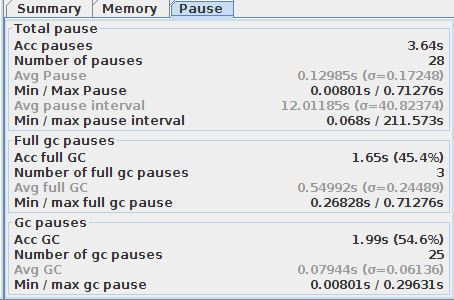 Summary Memory Pause
Total pause
Acc pauses 3.64s
Number of pauses 28
Avg Pause 0.12985s (σ=0.17248)
Min / Max Pause 0.00801s / 0.71276s
Avg pause interval 12.01185s (σ=40.82374)
Min / max pause interval 0.068s / 211.573s
Full gc pauses
Acc full GC 1.65s (45.4%)
Number of full gc pauses 3
Avg full GC 0.54992s (σ=0.24489)
Min / max full gc pause 0.26828s / 0.71276s
Gc pauses
Acc GC 1.99s (54.6%)
Number of gc pauses 25
Avg GC 0.07944s (σ=0.06136)
Min / max gc pause 0.00801s / 0.29631s